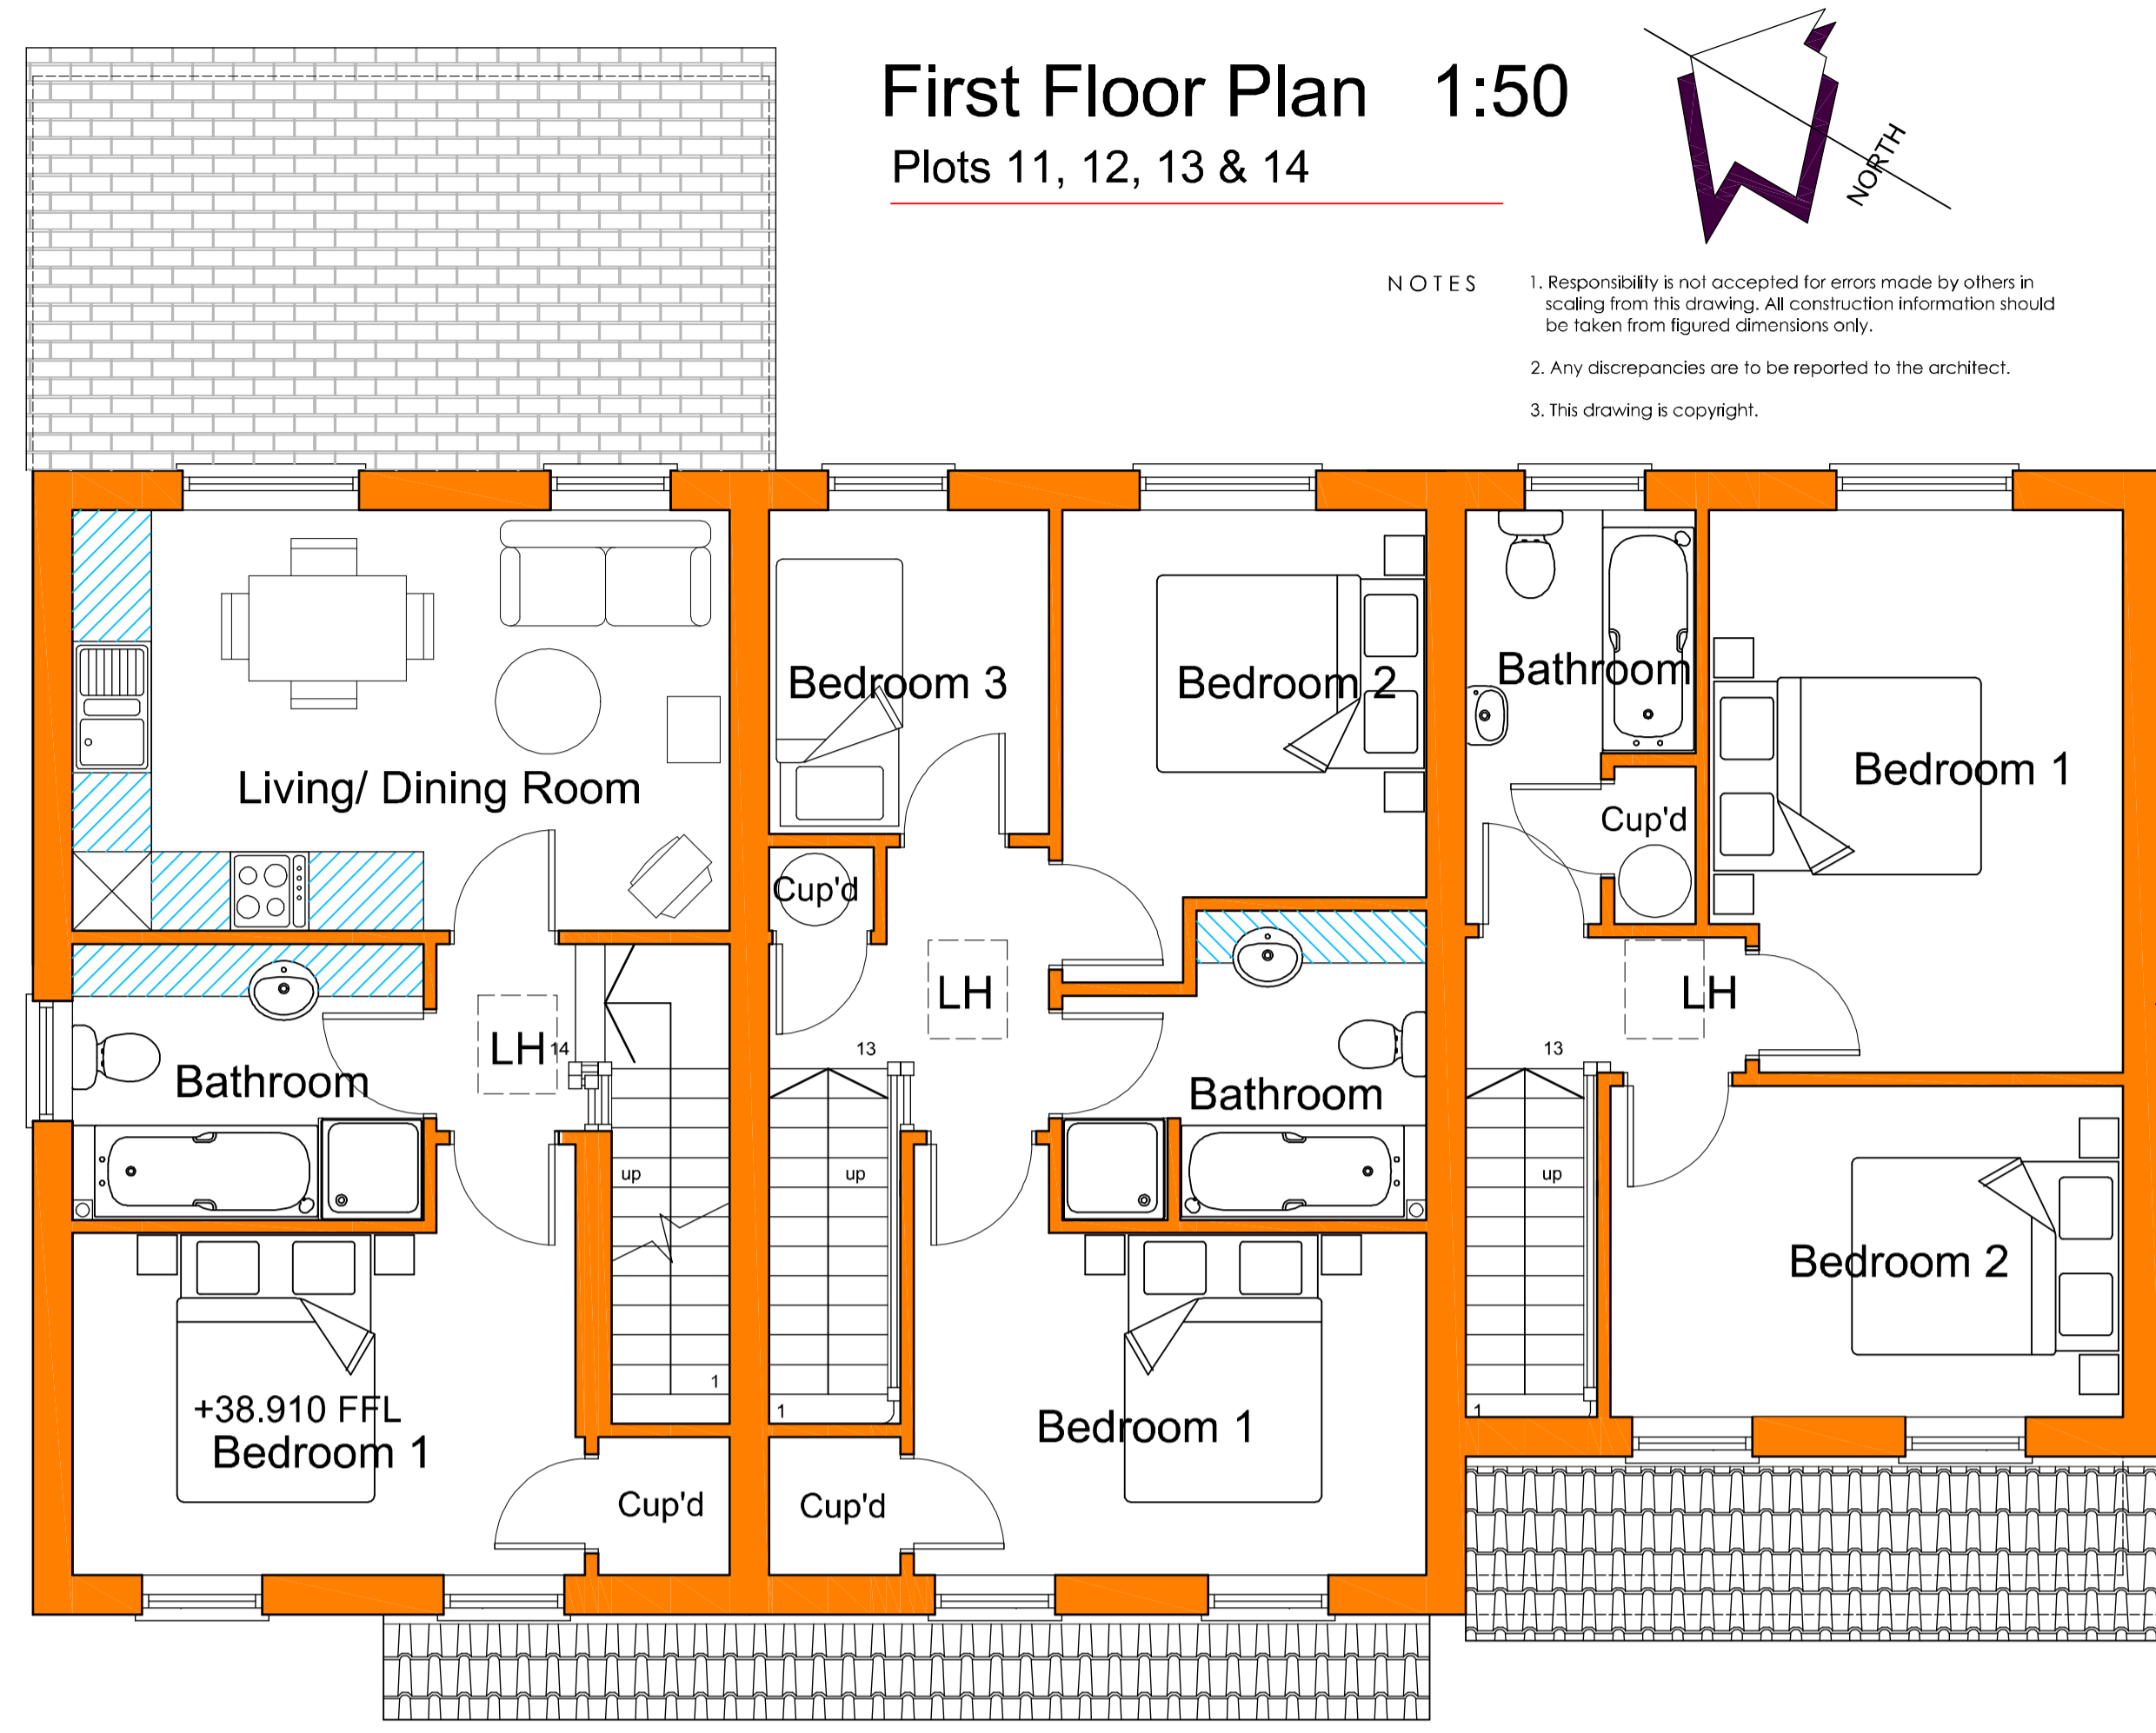 First Floor Plan 1:50
Plots 11, 12, 13 & 14
NORTH
NOTES
1. Responsibility is not accepted for errors made by others in
scaling from this drawing. All construction information should
be taken from figured dimensions only.
2. Any discrepancies are to be reported to the architect.
3. This drawing is copyright.
Living/ Dining Room
Bedroom 3
Bedroom 2
Bathroom
Bedroom 1
Cup'd
Cup'd
LH
14
Bathroom
LH
13
Bathroom
LH
13
up
up
up
Bedroom 2
1
1
1
+38.910 FFL
Bedroom 1
Bedroom 1
Cup'd
Cup'd